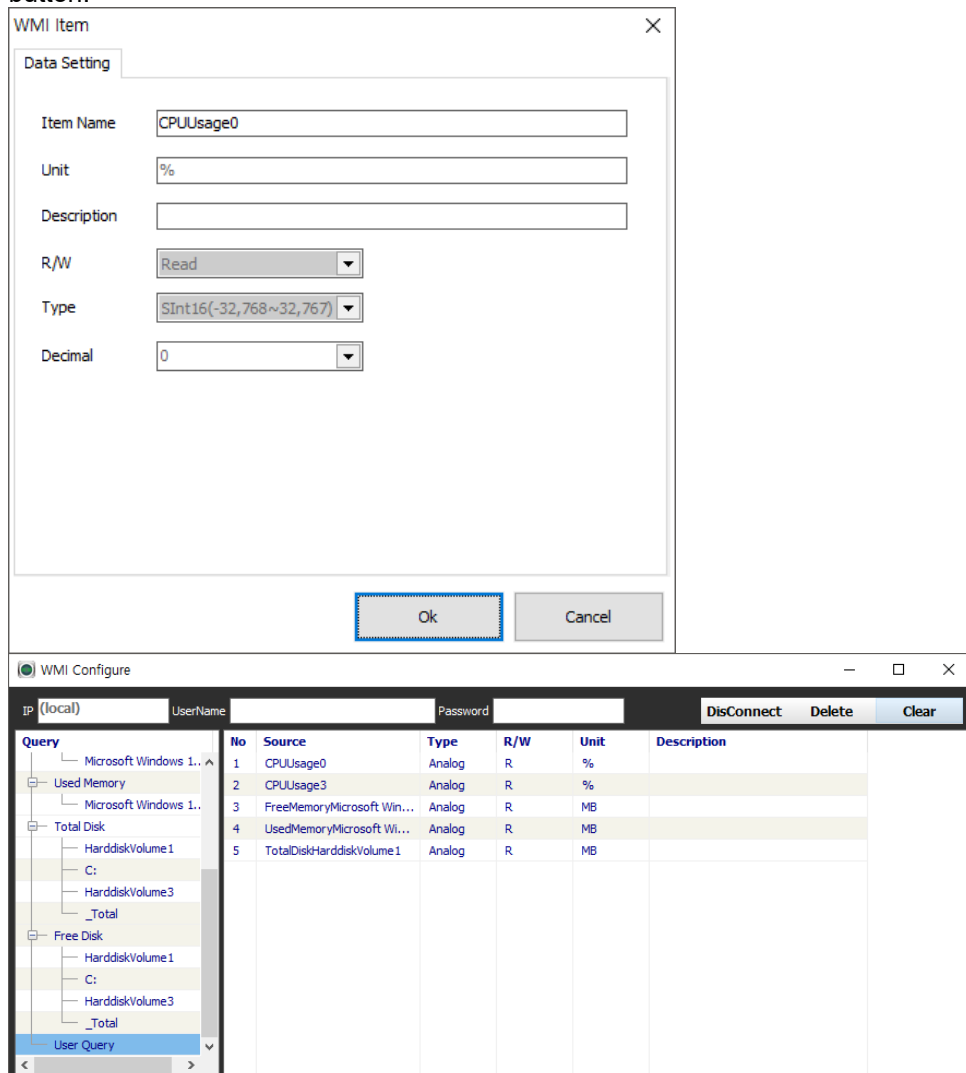 WMI Item
Data Setting
Item Name CPUUsage0
Unit %
Description
R/W Read
Type SInt16(-32,768~32,767)
Decimal 0
Ok Cancel
WMI Configure
IP (local) UserName Password DisConnect Delete Clear
Query No Source Type R/W Unit Description
Microsoft Windows 1.. 1 CPUUsage0 Analog R %
Used Memory 2 CPUUsage3 Analog R %
Microsoft Windows 1.. 3 FreeMemoryMicrosoft Win... Analog R MB
Total Disk 4 UsedMemoryMicrosoft Wi... Analog R MB
HarddiskVolume1 5 TotalDiskHarddiskVolume1 Analog R MB
C:
HarddiskVolume3
_Total
Free Disk
HarddiskVolume1
C:
HarddiskVolume3
_Total
User Query